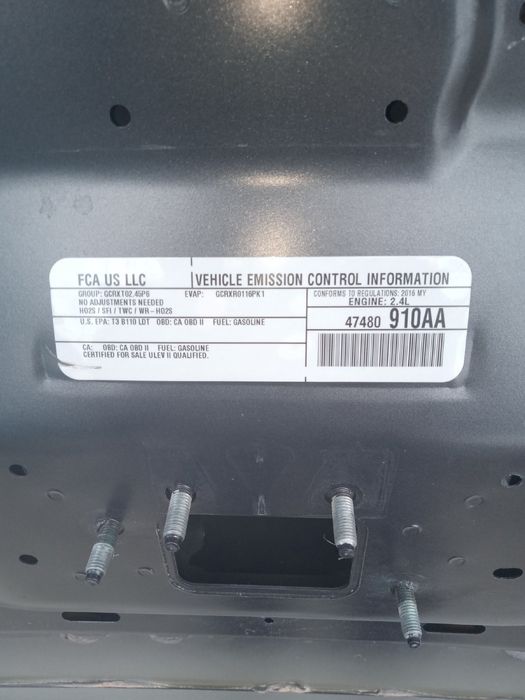 FCA US LLC
VEHICLE EMISSION CONTROL INFORMATION
GROUP: GCRXT02.45P6 EVAP: GCRXR0116PK1
NO ADJUSTMENTS NEEDED
HO2S / SFI / TWC / WR-HO2S
CONFORMS TO REGULATIONS: 2016 MY
ENGINE: 2.4L
U.S. EPA: T3 B110 LDT OBD: CA OBD II FUEL: GASOLINE
47480 910AA
CA: OBD: CA OBD II FUEL: GASOLINE
CERTIFIED FOR SALE ULEV II QUALIFIED.